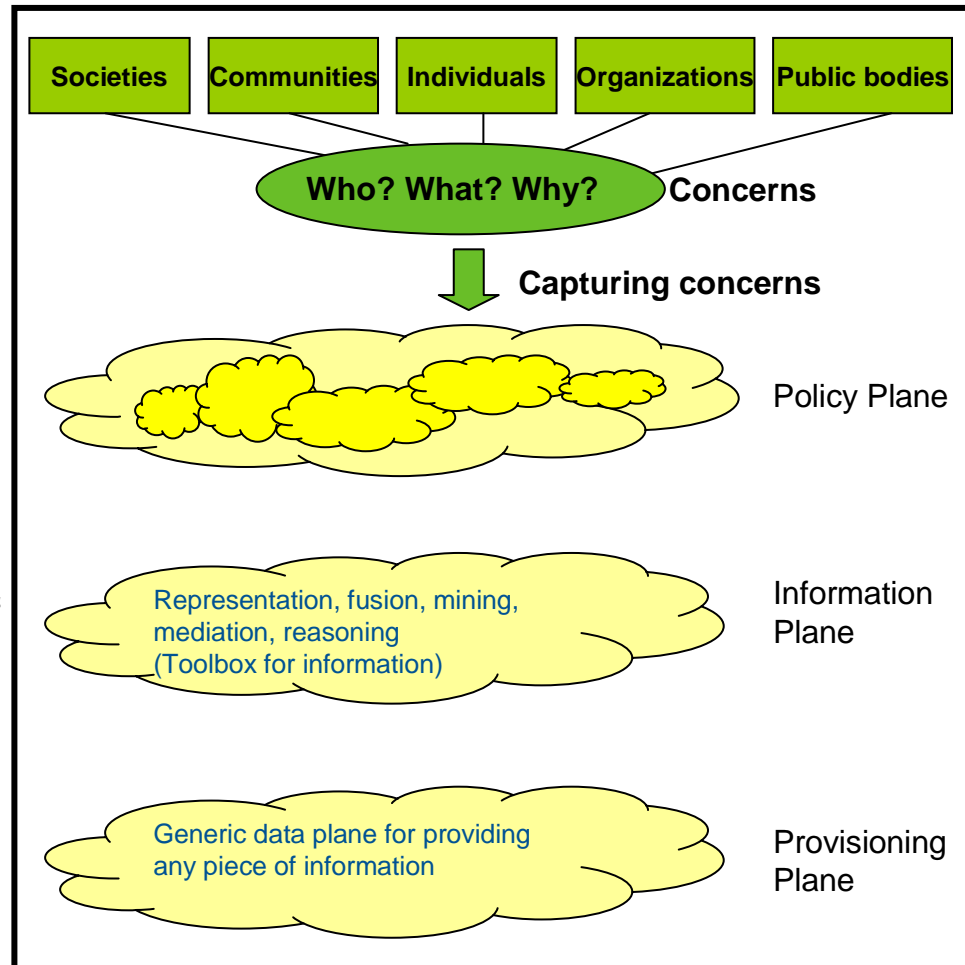 Societies
Communities
Individuals
Organizations
Public bodies
Who? What? Why?
Concerns
Capturing concerns
Policy Plane
Representation, fusion, mining,
mediation, reasoning
(Toolbox for information)
Information
Plane
Generic data plane for providing
any piece of information
Provisioning
Plane